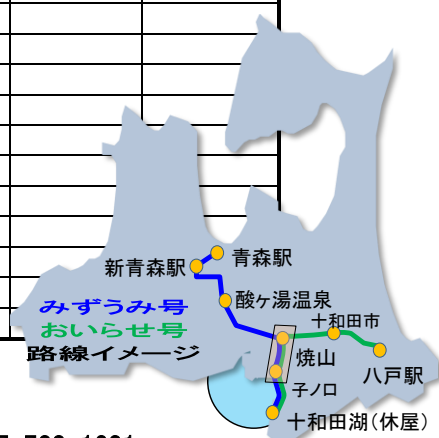 青森駅
新青森駅
酸ヶ湯温泉
みずうみ号
おいらせ号
路線イメージ
十和田市
焼山
八戸駅
子ノ口
十和田湖(休屋)